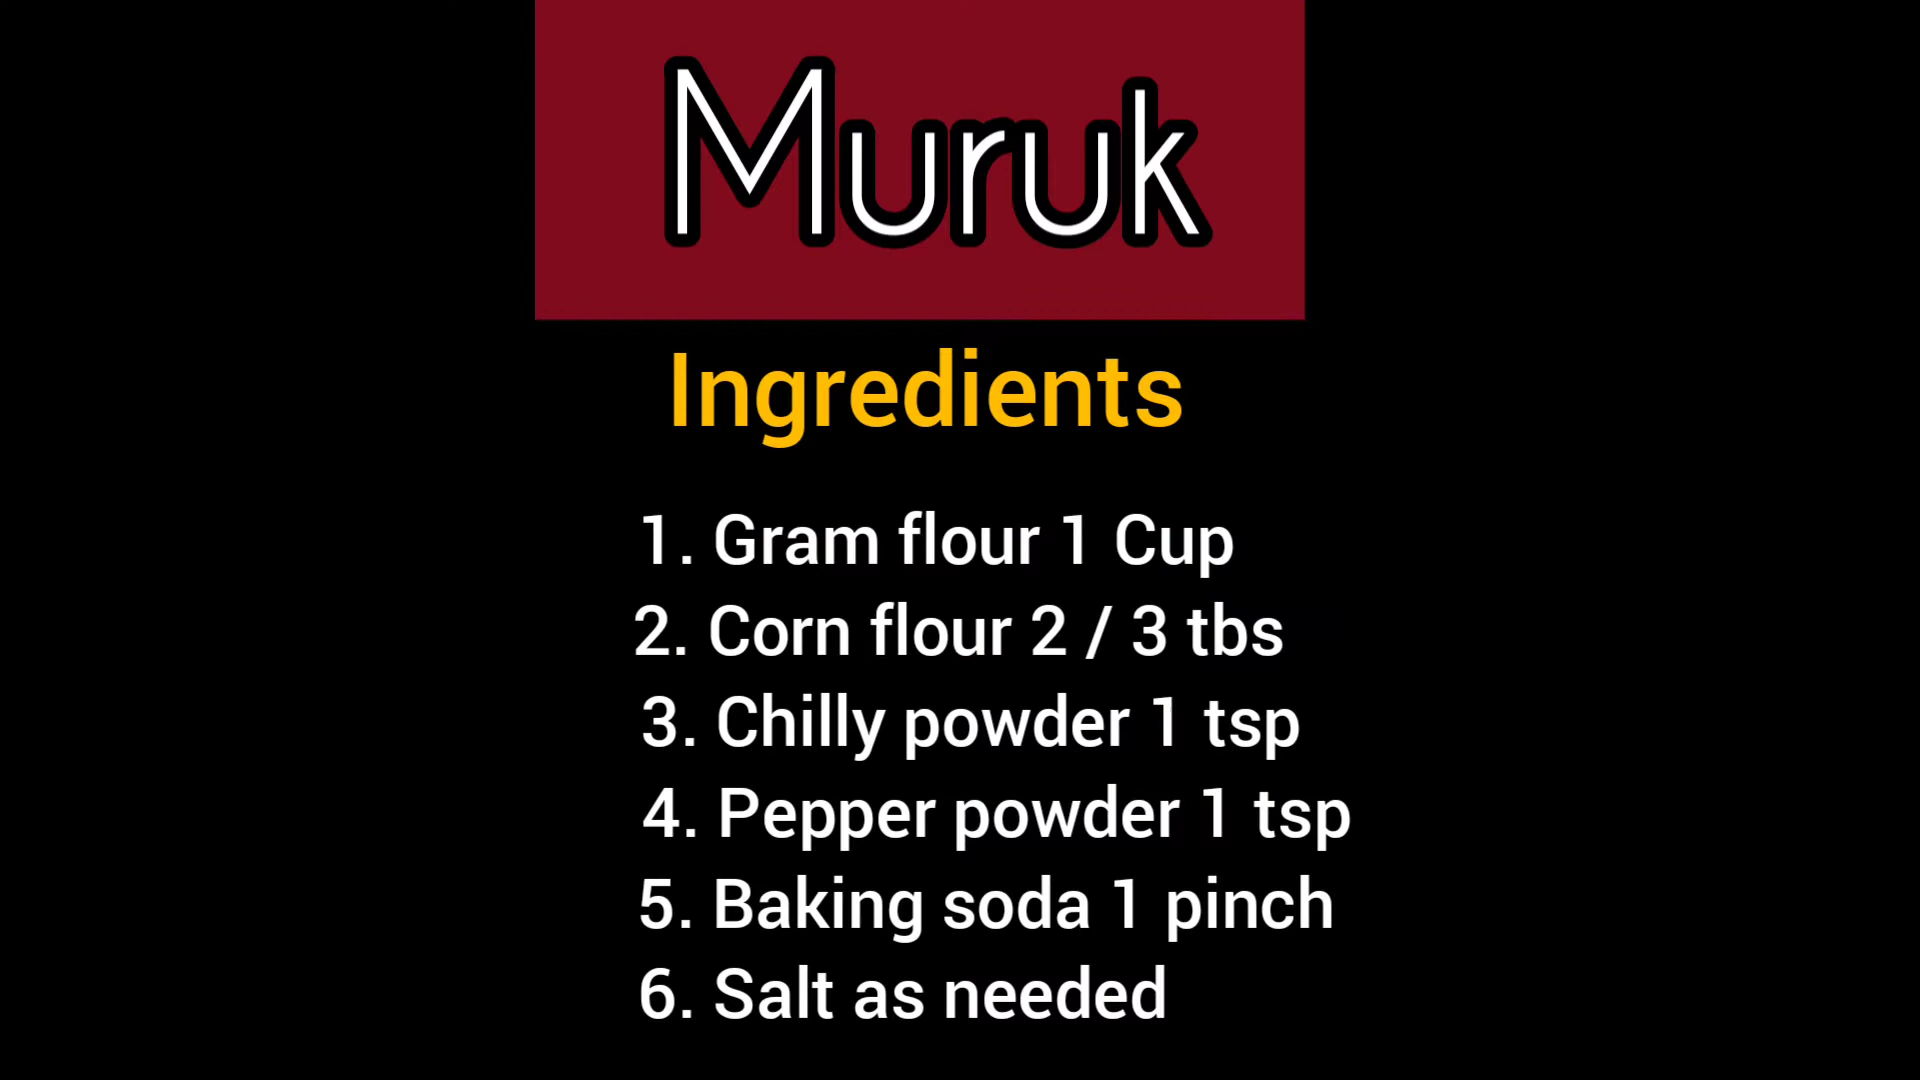 Muruk
Ingredients
1. Gram flour 1 Cup
2. Corn flour 2 / 3 tbs
3. Chilly powder 1 tsp
4. Pepper powder 1 tsp
5. Baking soda 1 pinch
6. Salt as needed